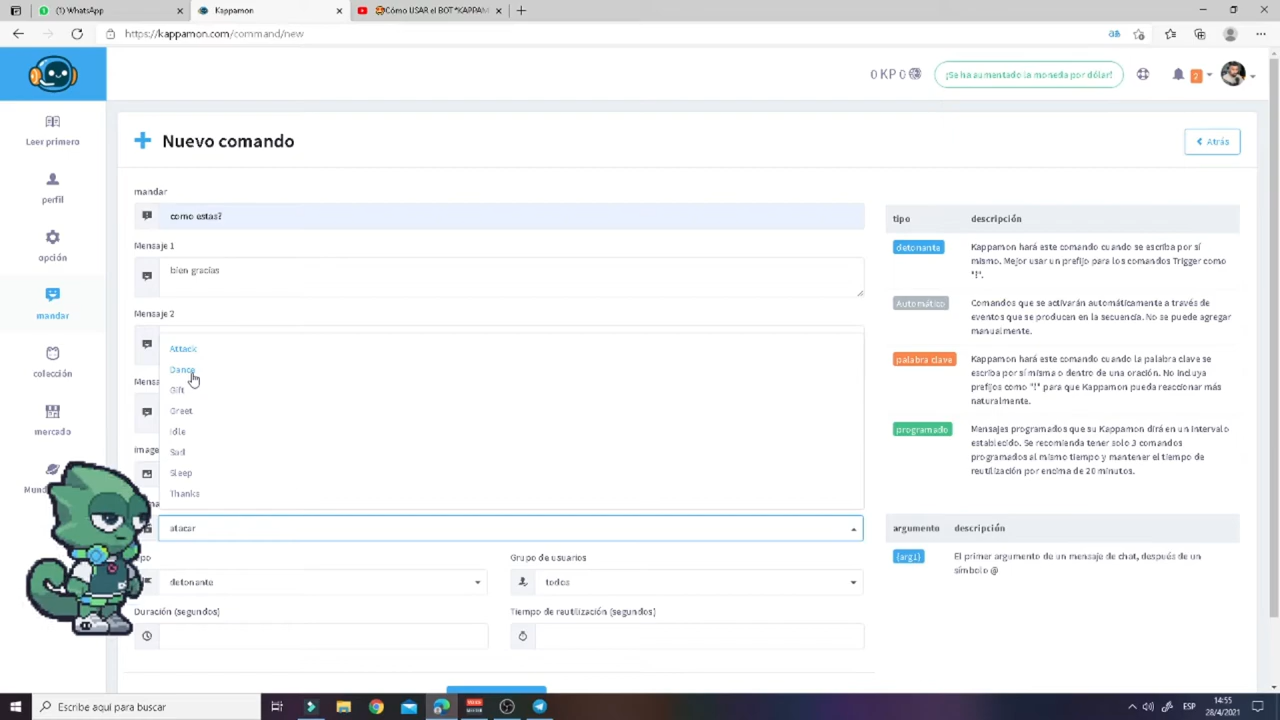 (1) WhatsApp
Kappamon
Cómo USAR el BOT *KAPPAM
https://kappamon.com/command/new
0 KP 0
¡Se ha aumentado la moneda por dólar!
7
Leer primero
perfil
opción
mandar
colección
mercado
Nuevo comando
Atrás
mandar
como estas?
Mensaje 1
bien gracias
Mensaje 2
Attack
Dance
Gift
Greet
Idle
Sad
Sleep
Thanks
atacar
Grupo de usuarios
detonante
todos
Duración (segundos)
Tiempo de reutilización (segundos)
tipo descripción
detonante
Kappamon hará este comando cuando se escriba por sí
mismo. Mejor usar un prefijo para los comandos Trigger como
"!".
Automático
Comandos que se activarán automáticamente a través de
eventos que se producen en la secuencia. No se puede agregar
manualmente.
palabra clave
Kappamon hará este comando cuando la palabra clave se
escriba por sí misma o dentro de una oración. No incluya
prefijos como "!" para que Kappamon pueda reaccionar más
naturalmente.
programado
Mensajes programados que su Kappamon dirá en un intervalo
establecido. Se recomienda tener solo 3 comandos
programados al mismo tiempo y mantener el tiempo de
reutilización por encima de 20 minutos.
argumento descripción
{arg1}
El primer argumento de un mensaje de chat, después de un
símbolo @
Escribe aquí para buscar
ESP
14:55
28/4/2021